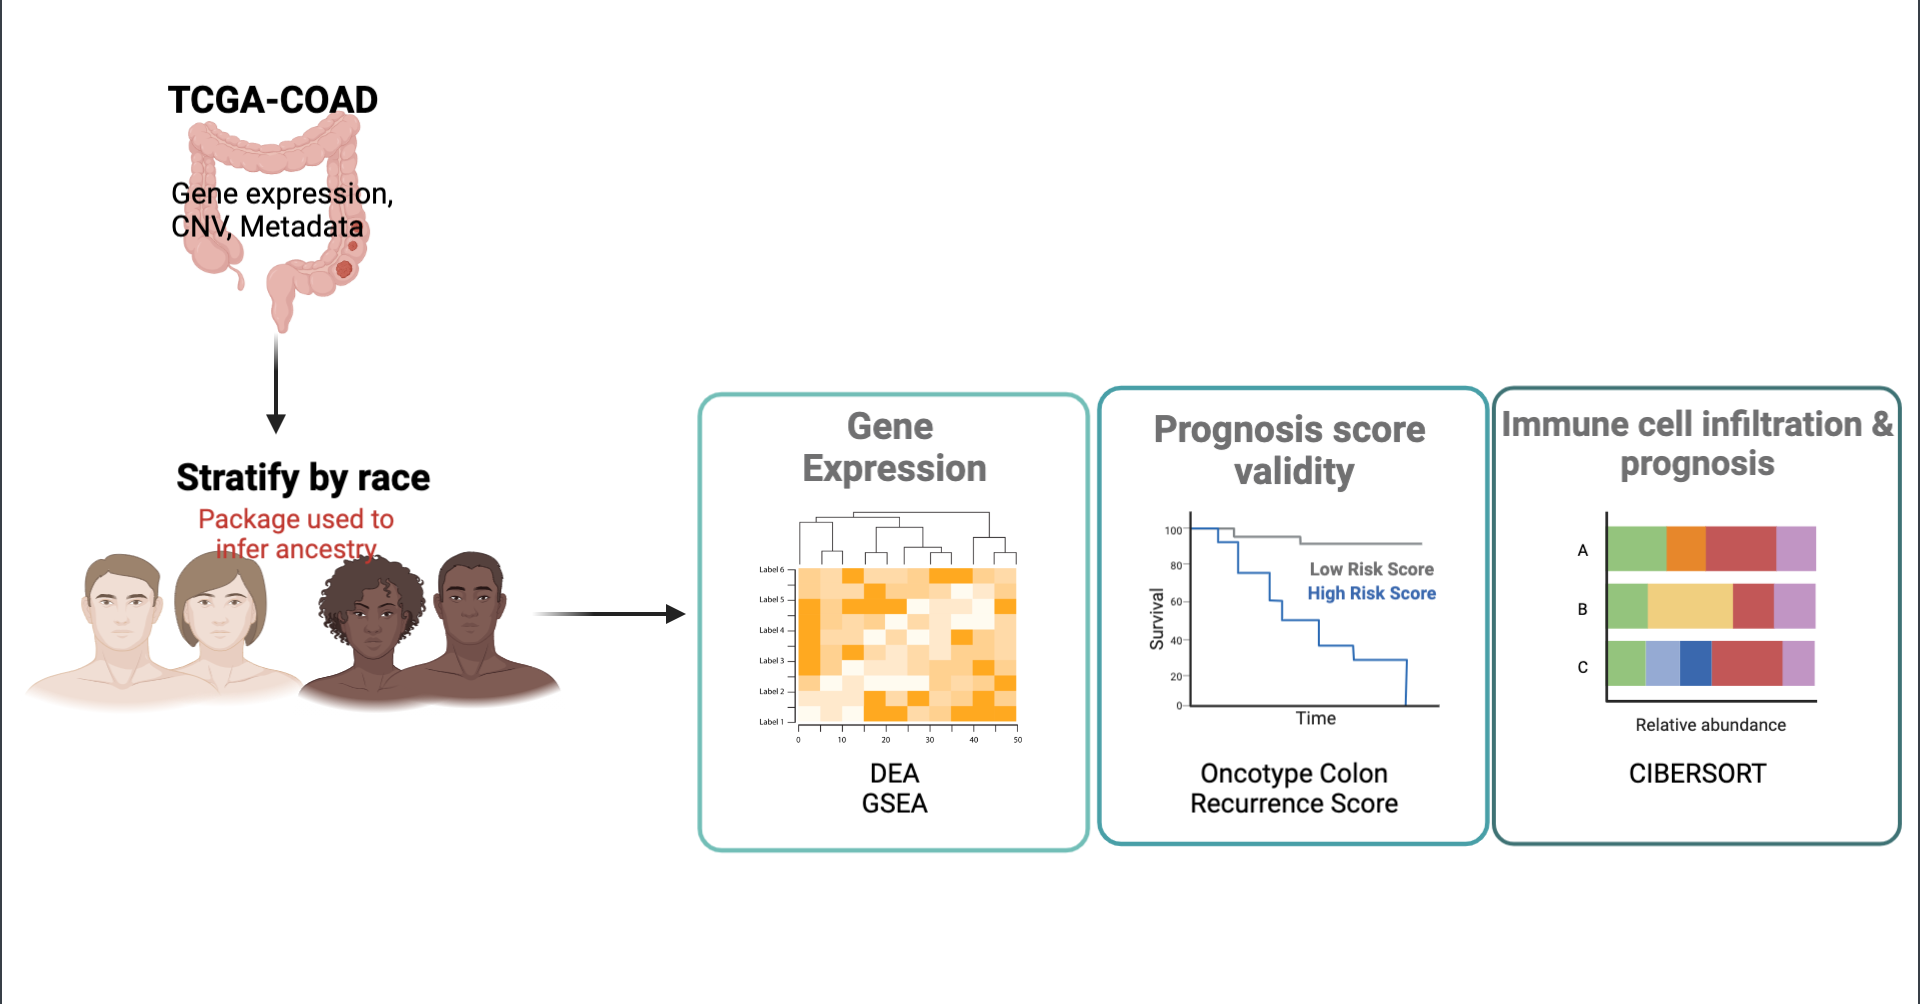 TCGA-COAD
Gene expression,
CNV, Metadata
Stratify by race
Package used to
infer ancestry
Gene
Expression
Label 6
Label 5
Label 4
Label 3
Label 2
Label 1
0 10 20 30 40 50
DEA
GSEA
Prognosis score
validity
100
80
60
40
20
0
Survival
Low Risk Score
High Risk Score
Time
Oncotype Colon
Recurrence Score
Immune cell infiltration &
prognosis
A
B
C
Relative abundance
CIBERSORT